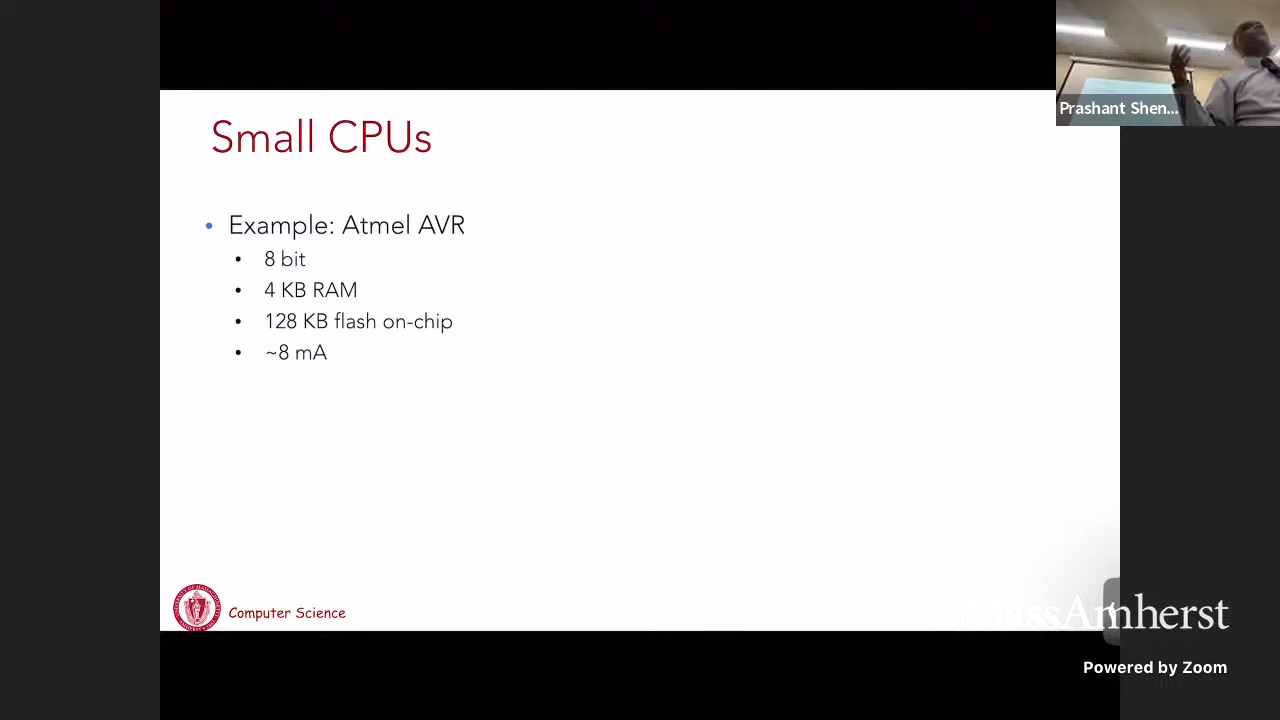 Prashant Shen...
Small CPUs
• Example: Atmel AVR
• 8 bit
• 4 KB RAM
• 128 KB flash on-chip
• ~8 mA
Computer Science
UMassAmherst
Powered by Zoom